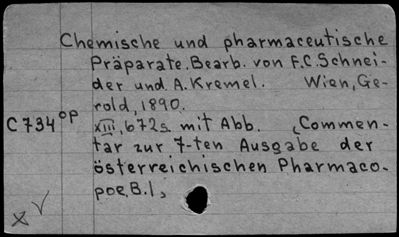 Chemische und pharmaceutische
Präparate. Bearb. von F.C. Schnei-
der und A. Kremel. Wien, Ge-
rold, 1890.
C 734 op
XIII, 672 s. mit Abb. (Commen-
tar zur 7-ten Ausgabe der
österreichischen Pharmaco-
poe. B.1,